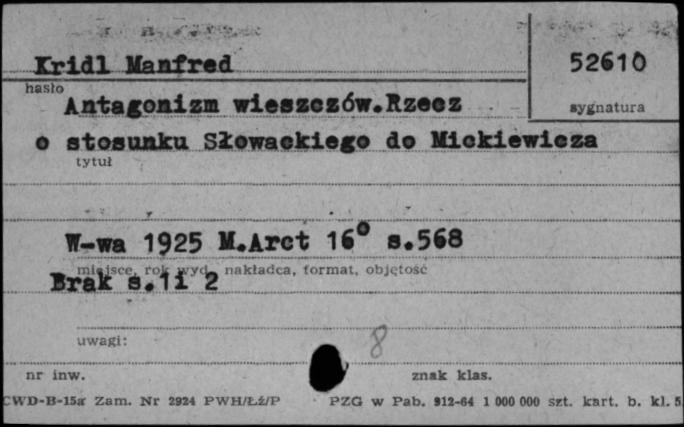 Kridl Manfred
52610
hasło
sygnatura
Antagonizm wieszczów.Rzecz
o stosunku Słowackiego do Mickiewicza
tytuł
W-wa 1925 M.Arct 16° s.568
miejsce, rok wyd. nakładca, format, objętość
Brak s.1i 2
uwagi:
8
nr inw.
znak klas.
CWD-B-15a Zam. Nr 2924 PWH/Łź/P PZG w Pab. 912-64 1 000 000 szt. kart. b. kl. 5